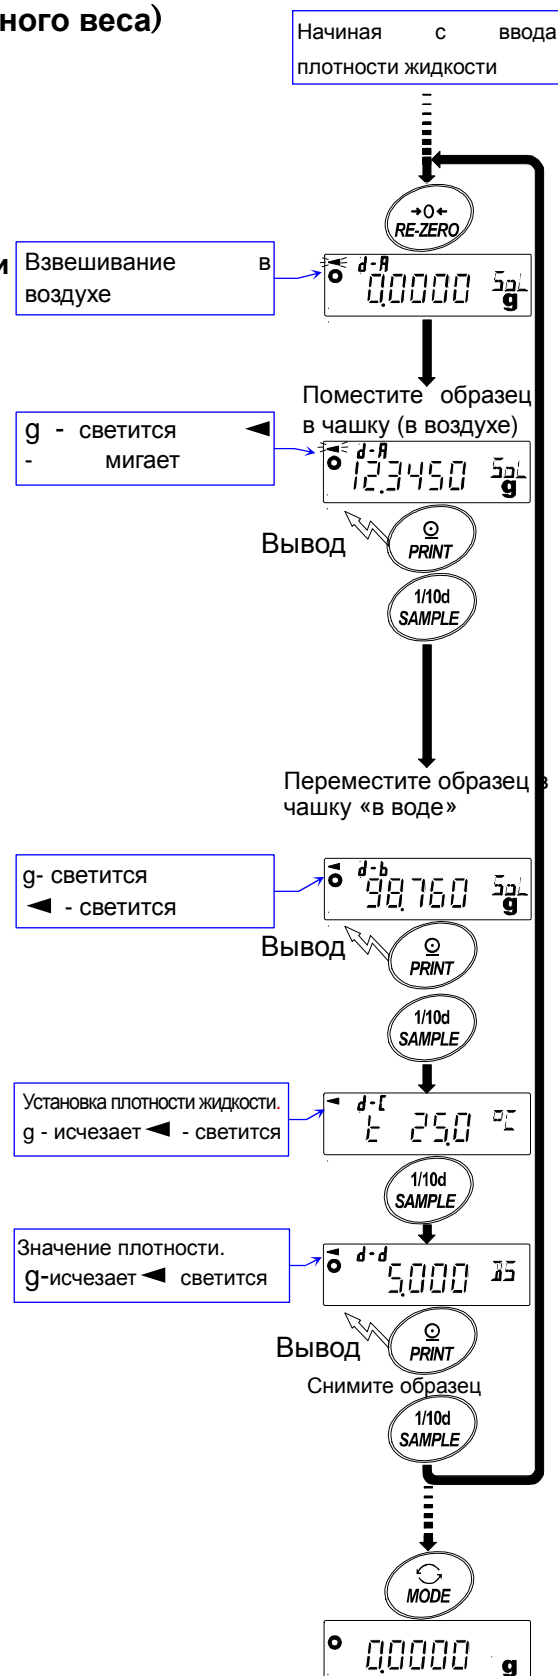 ного веса)
Начиная с ввода
плотности жидкости
→0←
RE-ZERO
и
Взвешивание в
воздухе
d-A
0.0000
g
Поместите образец
в чашку (в воздухе)
g - светится ◄
- мигает
d-A
12.3450
g
Вывод
PRINT
1/10d
SAMPLE
Переместите образец в
чашку «в воде»
g- светится
◄ - светится
d-b
98.760
g
Вывод
PRINT
1/10d
SAMPLE
Установка плотности жидкости.
g - исчезает ◄ - светится
d-C
t 25.0 °C
1/10d
SAMPLE
Значение плотности.
g-исчезает ◄ светится
d-d
5.000 DS
Вывод
PRINT
Снимите образец
1/10d
SAMPLE
MODE
0.0000 g